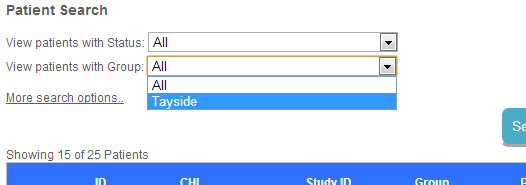 Patient Search
View patients with Status: All
View patients with Group: All
All
Tayside
More search options..
Showing 15 of 25 Patients
ID CHI Study ID Group